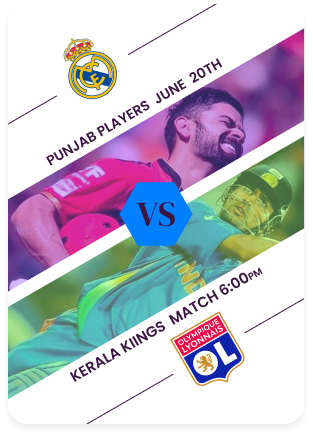 PUNJAB PLAYERS JUNE 20TH
VS
KERALA KIINGS MATCH 6:00PM
OLYMPIQUE
LYONNAIS
OL